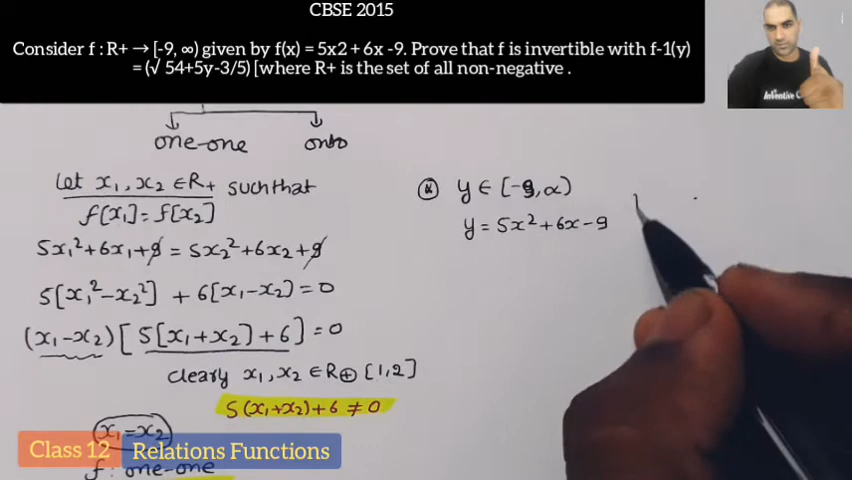 CBSE 2015
Consider f : R+ → [-9, ∞) given by f(x) = 5x2 + 6x -9. Prove that f is invertible with f-1(y)
= (√ 54+5y-3/5) [where R+ is the set of all non-negative .
one-one onto
Let x₁, x₂ ∈ R+ such that
f[x₁] = f[x₂]
5x₁² + 6x₁ + 9 = 5x₂² + 6x₂ + 9
5[x₁² - x₂²] + 6[x₁ - x₂] = 0
(x₁ - x₂) [ 5[x₁ + x₂] + 6] = 0
cleary x₁, x₂ ∈ R⊕ [1,2]
5(x₁+x₂) + 6 ≠ 0
x₁ = x₂
f : one-one
y ∈ [-9, ∝)
y = 5x² + 6x - 9
Class 12 Relations Functions